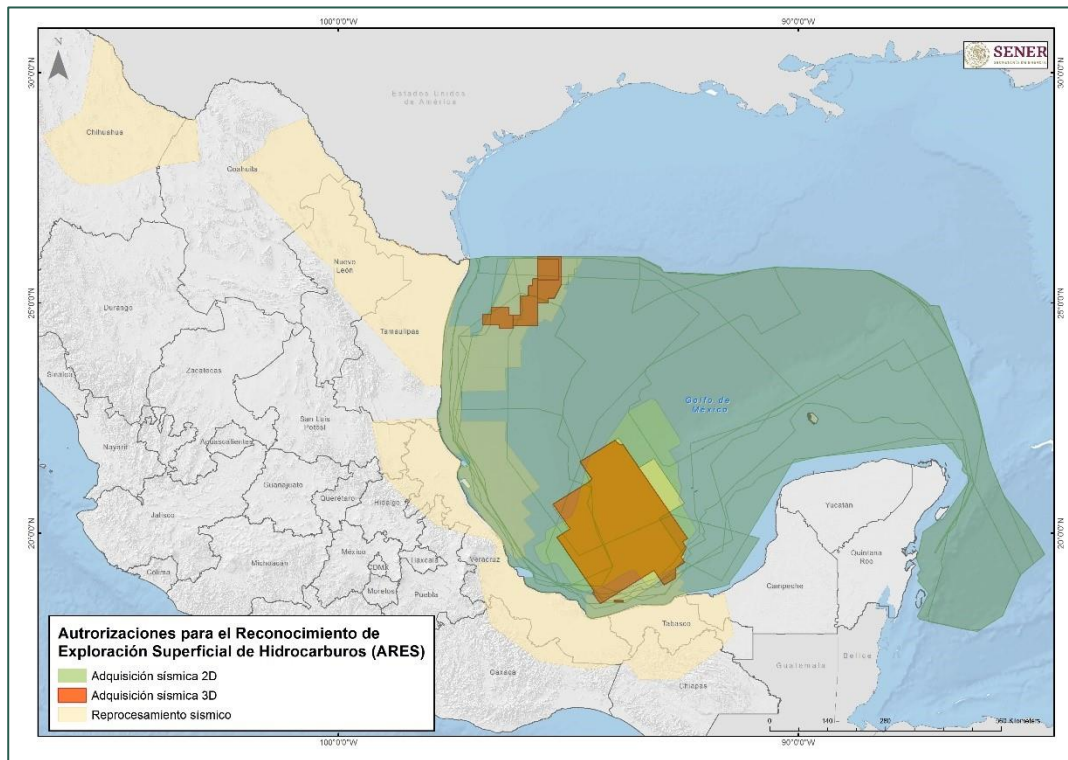 100°0'0"W
90°0'0"W
N
SENER
30°0'0"N
30°0'0"N
Estados Unidos
de América
Chihuahua
Coahuila
Nuevo
León
Durango
25°0'0"N
25°0'0"N
Tamaulipas
Sinaloa
Zacatecas
San Luis
Potosí
Golfo de
México
Nayarit
Aguascalientes
Guanajuato
Querétaro
Hidalgo
Yucatán
Jalisco
20°0'0"N
20°0'0"N
México
Tlaxcala
Veracruz
Quintana
Roo
Colima
Michoacán
CDMX
Morelos
Puebla
Campeche
Tabasco
Autrorizaciones para el Reconocimiento de
Exploración Superficial de Hidrocarburos (ARES)
Adquisición sísmica 2D
Adquisición sísmica 3D
Reprocesamiento sísmico
Oaxaca
Chiapas
Guatemala
Belice
0 140 280 560 Kilometers
100°0'0"W
90°0'0"W